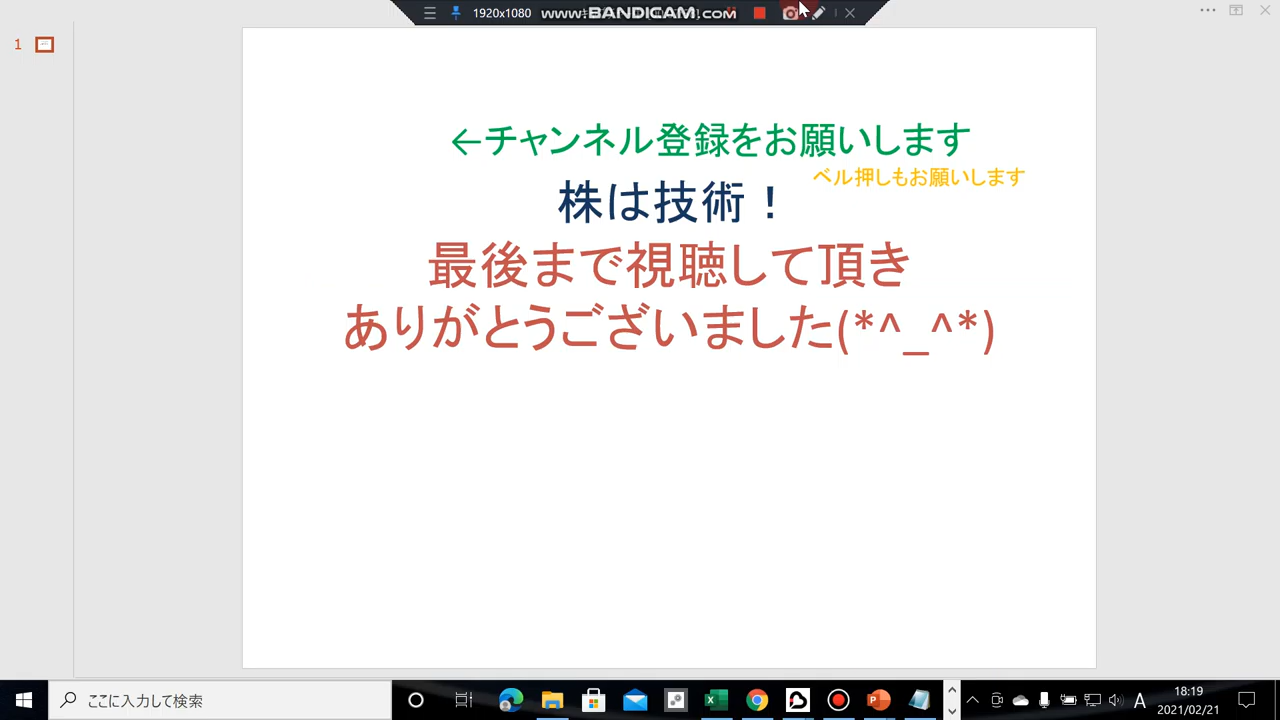 1920x1080
www.BANDICAM.com
1
←チャンネル登録をお願いします
ベル押しもお願いします
株は技術！
最後まで視聴して頂き
ありがとうございました(*^_^*)
ここに入力して検索
A
18:19
2021/02/21